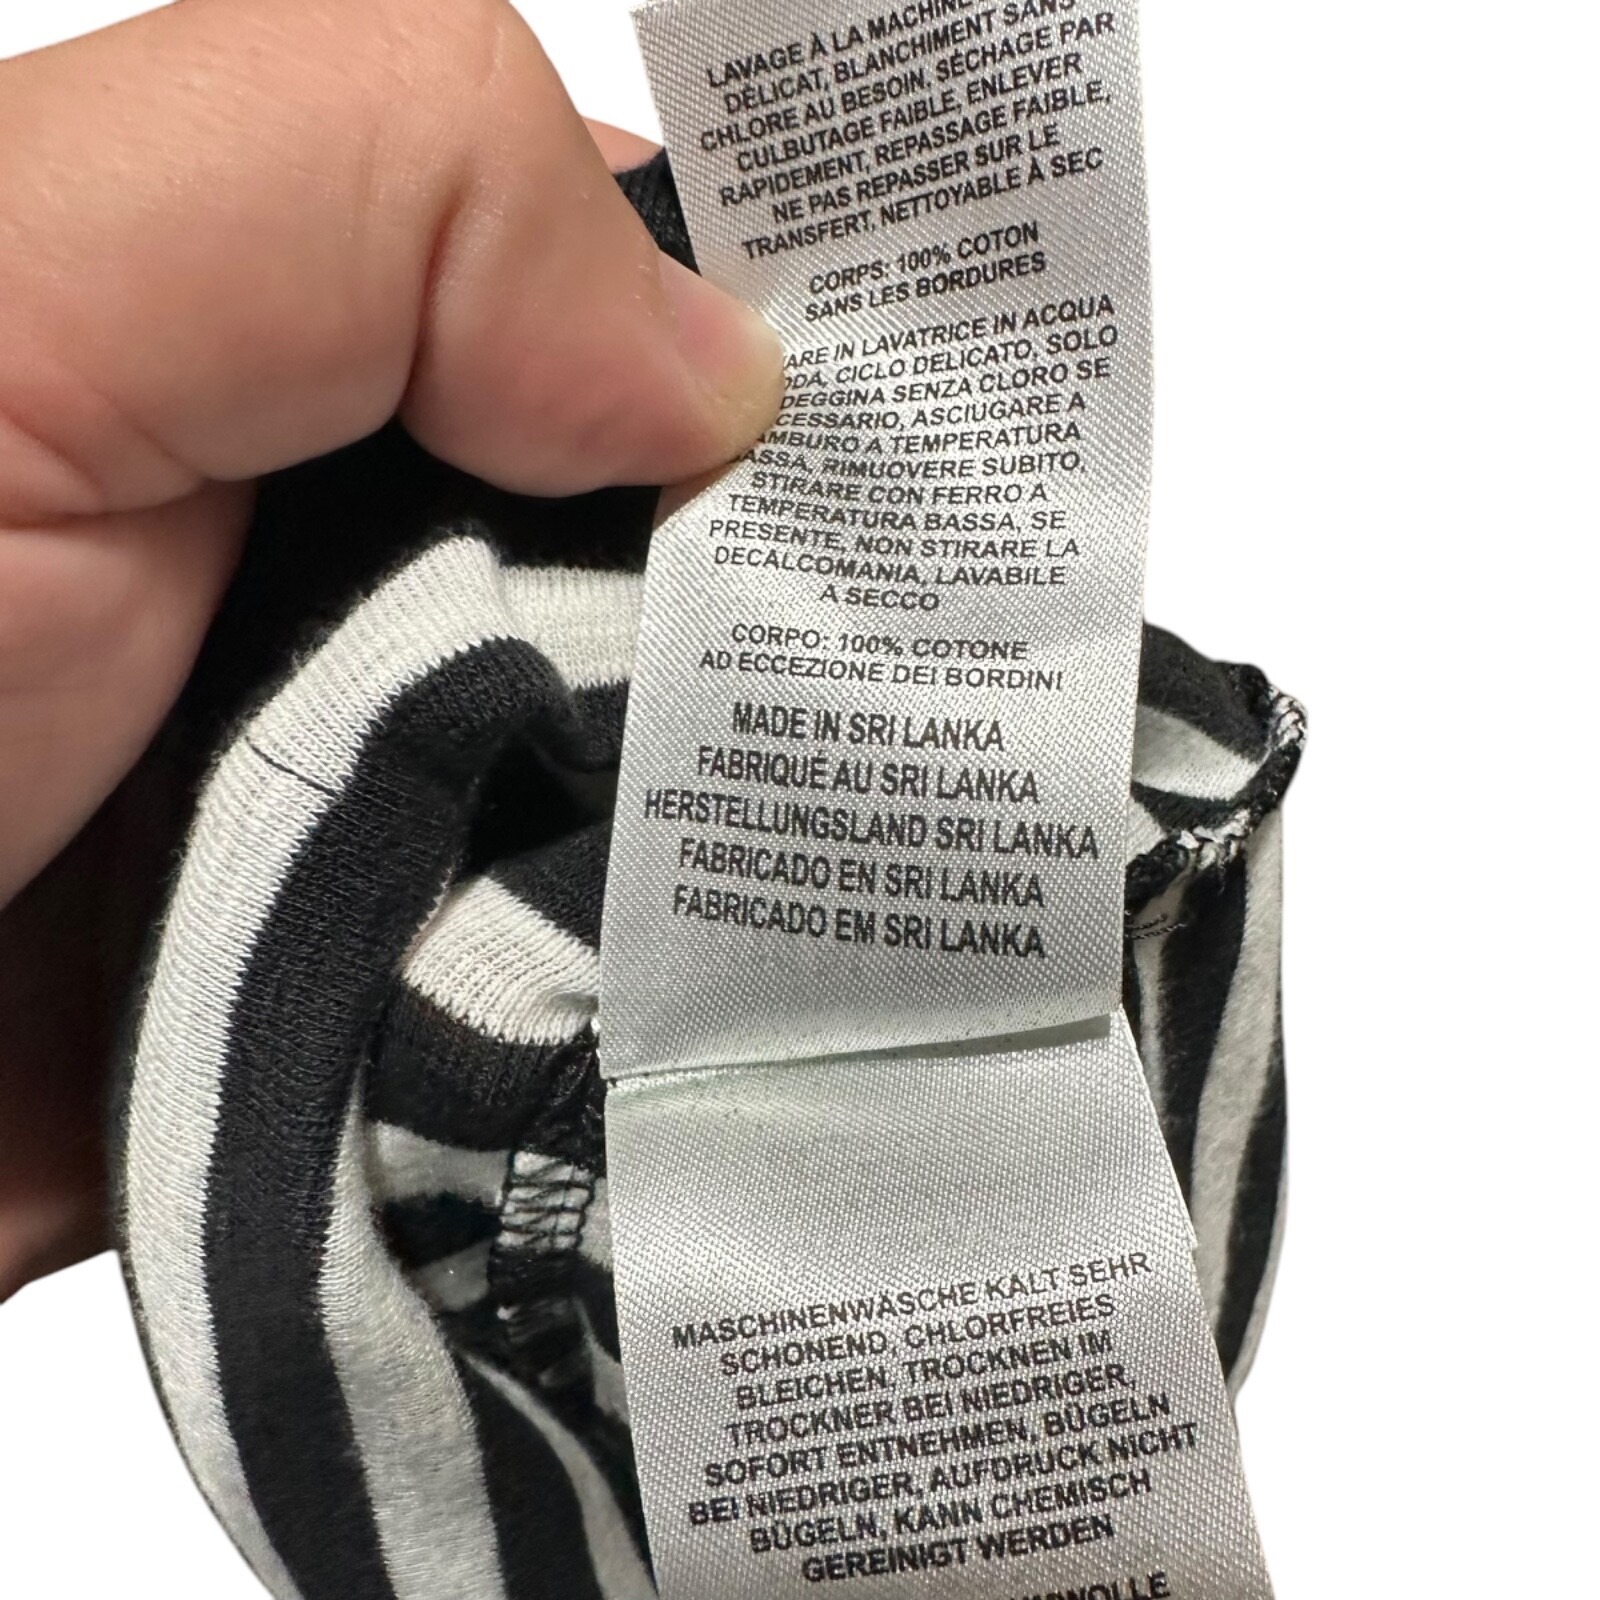 LAVAGE À LA MACHINE
DÉLICAT, BLANCHIMENT SANS
CHLORE AU BESOIN, SÉCHAGE PAR
CULBUTAGE FAIBLE, ENLEVER
RAPIDEMENT, REPASSAGE FAIBLE,
NE PAS REPASSER SUR LE
TRANSFERT, NETTOYABLE À SEC
CORPS: 100% COTON
SANS LES BORDURES
IN LAVATRICE IN ACQUA
CICLO DELICATO, SOLO
SENZA CLORO SE
ASCIUGARE A
A TEMPERATURA
RIMUOVERE SUBITO,
STIRARE CON FERRO A
TEMPERATURA BASSA, SE
PRESENTE, NON STIRARE LA
DECALCOMANIA, LAVABILE
A SECCO
CORPO: 100% COTONE
AD ECCEZIONE DEI BORDINI
MADE IN SRI LANKA
FABRIQUÉ AU SRI LANKA
HERSTELLUNGSLAND SRI LANKA
FABRICADO EN SRI LANKA
FABRICADO EM SRI LANKA
MASCHINENWÄSCHE KALT SEHR
SCHONEND, CHLORFREIES
BLEICHEN, TROCKNEN IM
TROCKNER BEI NIEDRIGER,
SOFORT ENTNEHMEN, BÜGELN
BEI NIEDRIGER, AUFDRUCK NICHT
BÜGELN, KANN CHEMISCH
GEREINIGT WERDEN